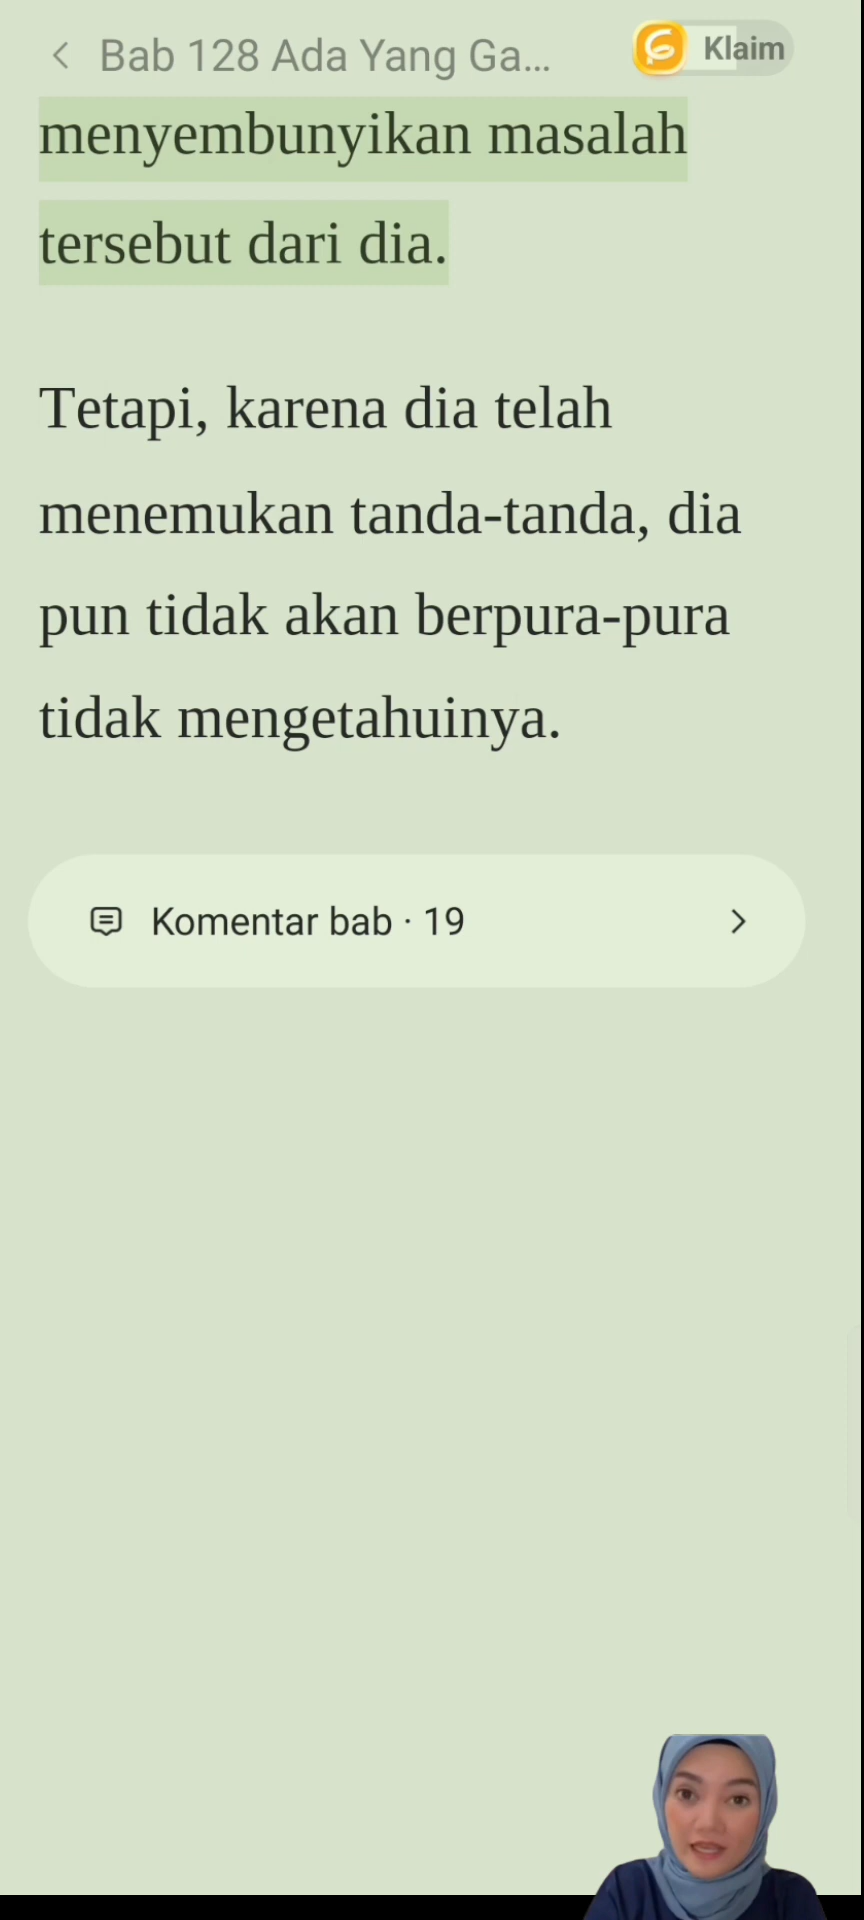 Bab 128 Ada Yang Ga...
Klaim
menyembunyikan masalah
tersebut dari dia.
Tetapi, karena dia telah
menemukan tanda-tanda, dia
pun tidak akan berpura-pura
tidak mengetahuinya.
Komentar bab · 19